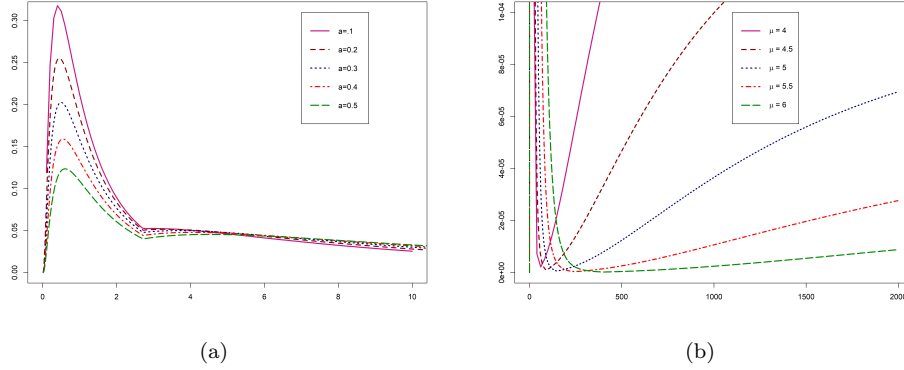 0.30
0.25
0.20
0.15
0.10
0.05
0.00
0
2
4
6
8
10
a=.1
a=0.2
a=0.3
a=0.4
a=0.5
(a)
1e-04
8e-05
6e-05
4e-05
2e-05
0e+00
0
500
1000
1500
2000
μ = 4
μ = 4.5
μ = 5
μ = 5.5
μ = 6
(b)